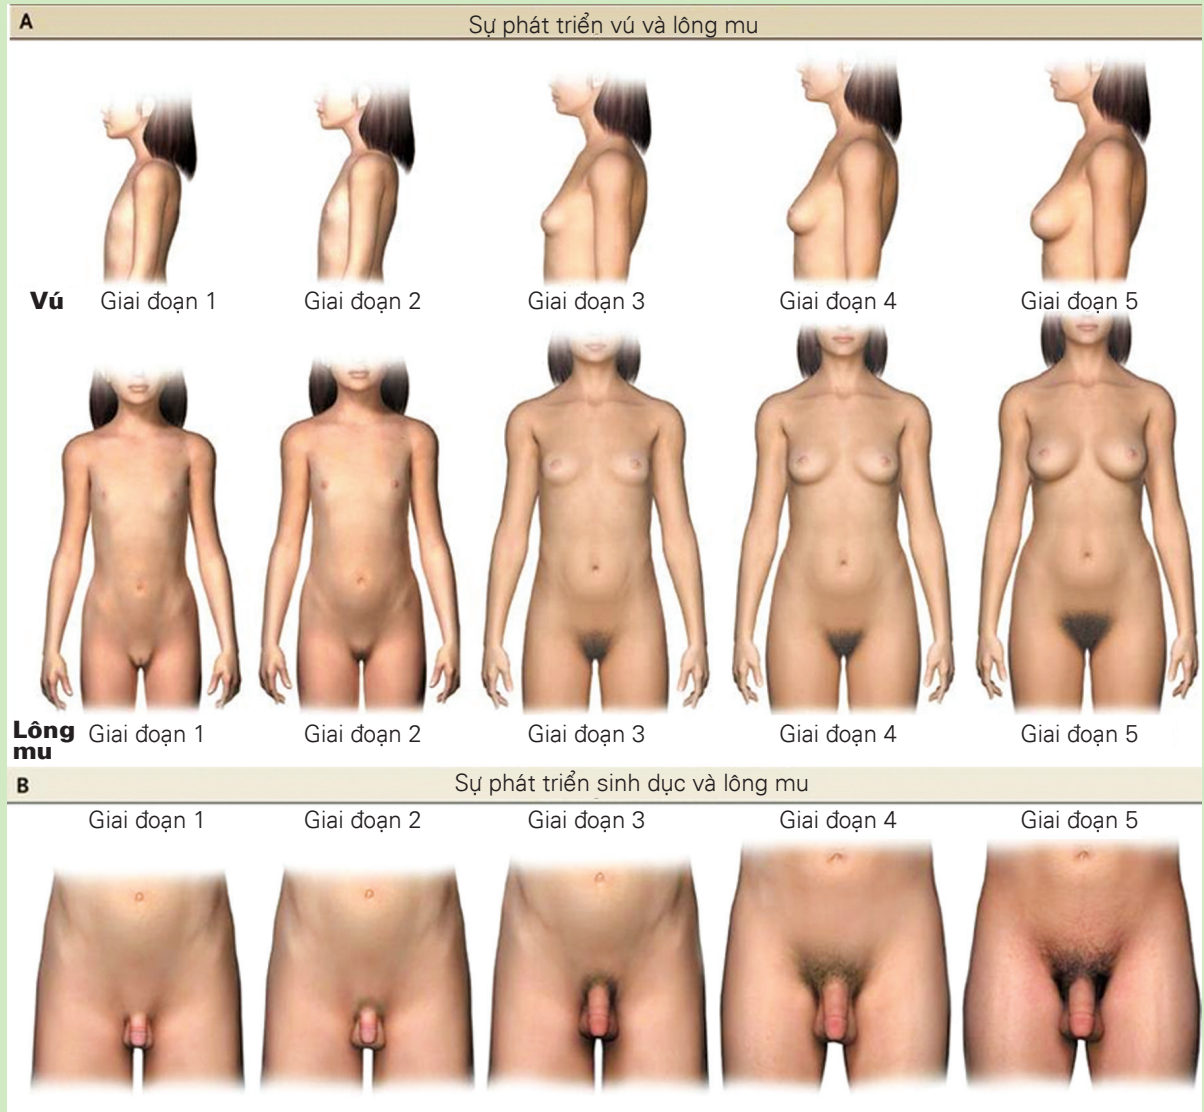 A Sự phát triển vú và lông mu
Vú Giai đoạn 1 Giai đoạn 2 Giai đoạn 3 Giai đoạn 4 Giai đoạn 5
Lông mu Giai đoạn 1 Giai đoạn 2 Giai đoạn 3 Giai đoạn 4 Giai đoạn 5
B Sự phát triển sinh dục và lông mu
Giai đoạn 1 Giai đoạn 2 Giai đoạn 3 Giai đoạn 4 Giai đoạn 5